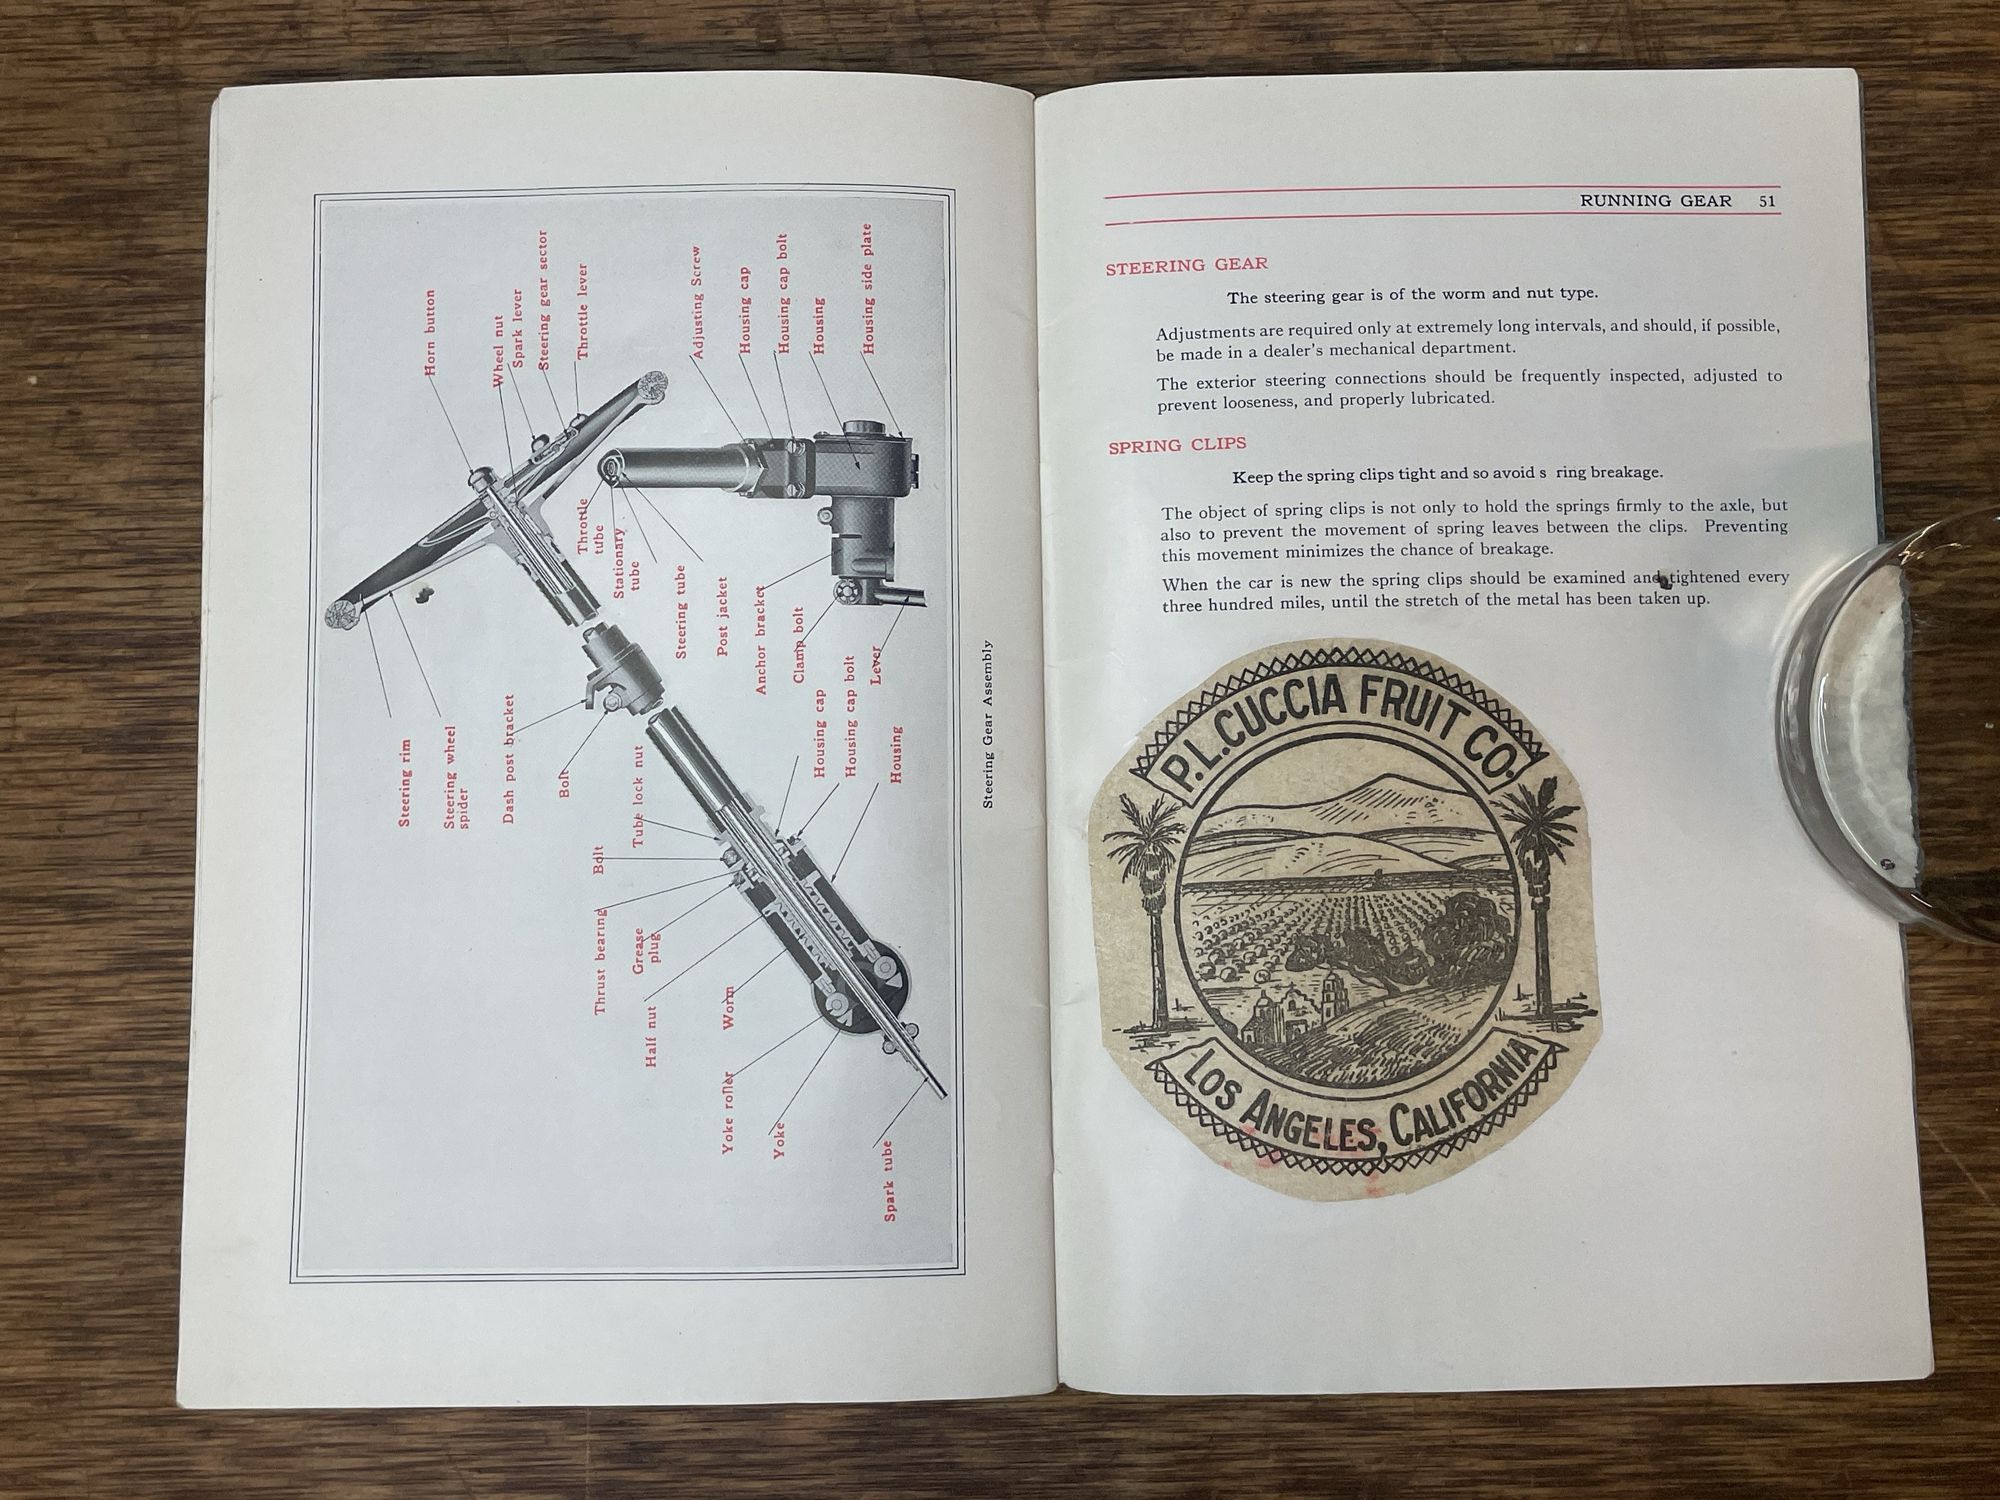 Horn button
Wheel nut
Spark lever
Steering gear sector
Throttle lever
Adjusting Screw
Housing cap
Housing cap bolt
Housing
Housing side plate
Throttle
tube
Stationary
tube
Steering tube
Post jacket
Anchor bracket
Clamp bolt
Lever
Steering rim
Steering wheel
spider
Dash post bracket
Bolt
Tube lock nut
Housing cap
Housing cap bolt
Housing
Bolt
Thrust bearing
Grease
plug
Half nut
Worm
Yoke roller
Yoke
Spark tube
Steering Gear Assembly
RUNNING GEAR 51
STEERING GEAR
The steering gear is of the worm and nut type.
Adjustments are required only at extremely long intervals, and should, if possible,
be made in a dealer's mechanical department.
The exterior steering connections should be frequently inspected, adjusted to
prevent looseness, and properly lubricated.
SPRING CLIPS
Keep the spring clips tight and so avoid s ring breakage.
The object of spring clips is not only to hold the springs firmly to the axle, but
also to prevent the movement of spring leaves between the clips. Preventing
this movement minimizes the chance of breakage.
When the car is new the spring clips should be examined and tightened every
three hundred miles, until the stretch of the metal has been taken up.
P.L. CUCCIA FRUIT CO.
LOS ANGELES, CALIFORNIA